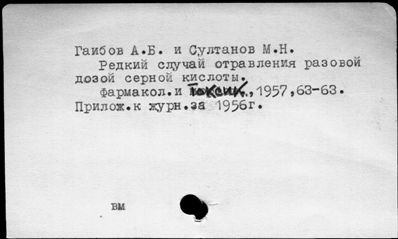 Гаибов А.Б. и Султанов М.Н.
Редкий случай отравления разовой
дозой серной кислоты.
Фармакол.и токсик.,1957,63-63.
Прилож.к журн.за 1956г.
вм